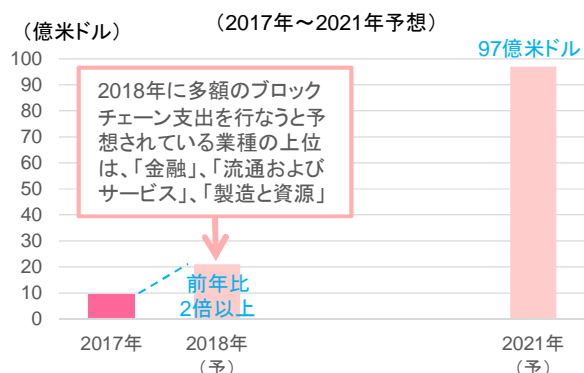 （2017年～2021年予想）
（億米ドル）
97億米ドル
100
90
80
70
60
50
40
30
20
10
0
2018年に多額のブロック
チェーン支出を行なうと予
想されている業種の上位
は、「金融」、「流通および
サービス」、「製造と資源」
前年比
2倍以上
2017年
2018年
（予）
2021年
（予）